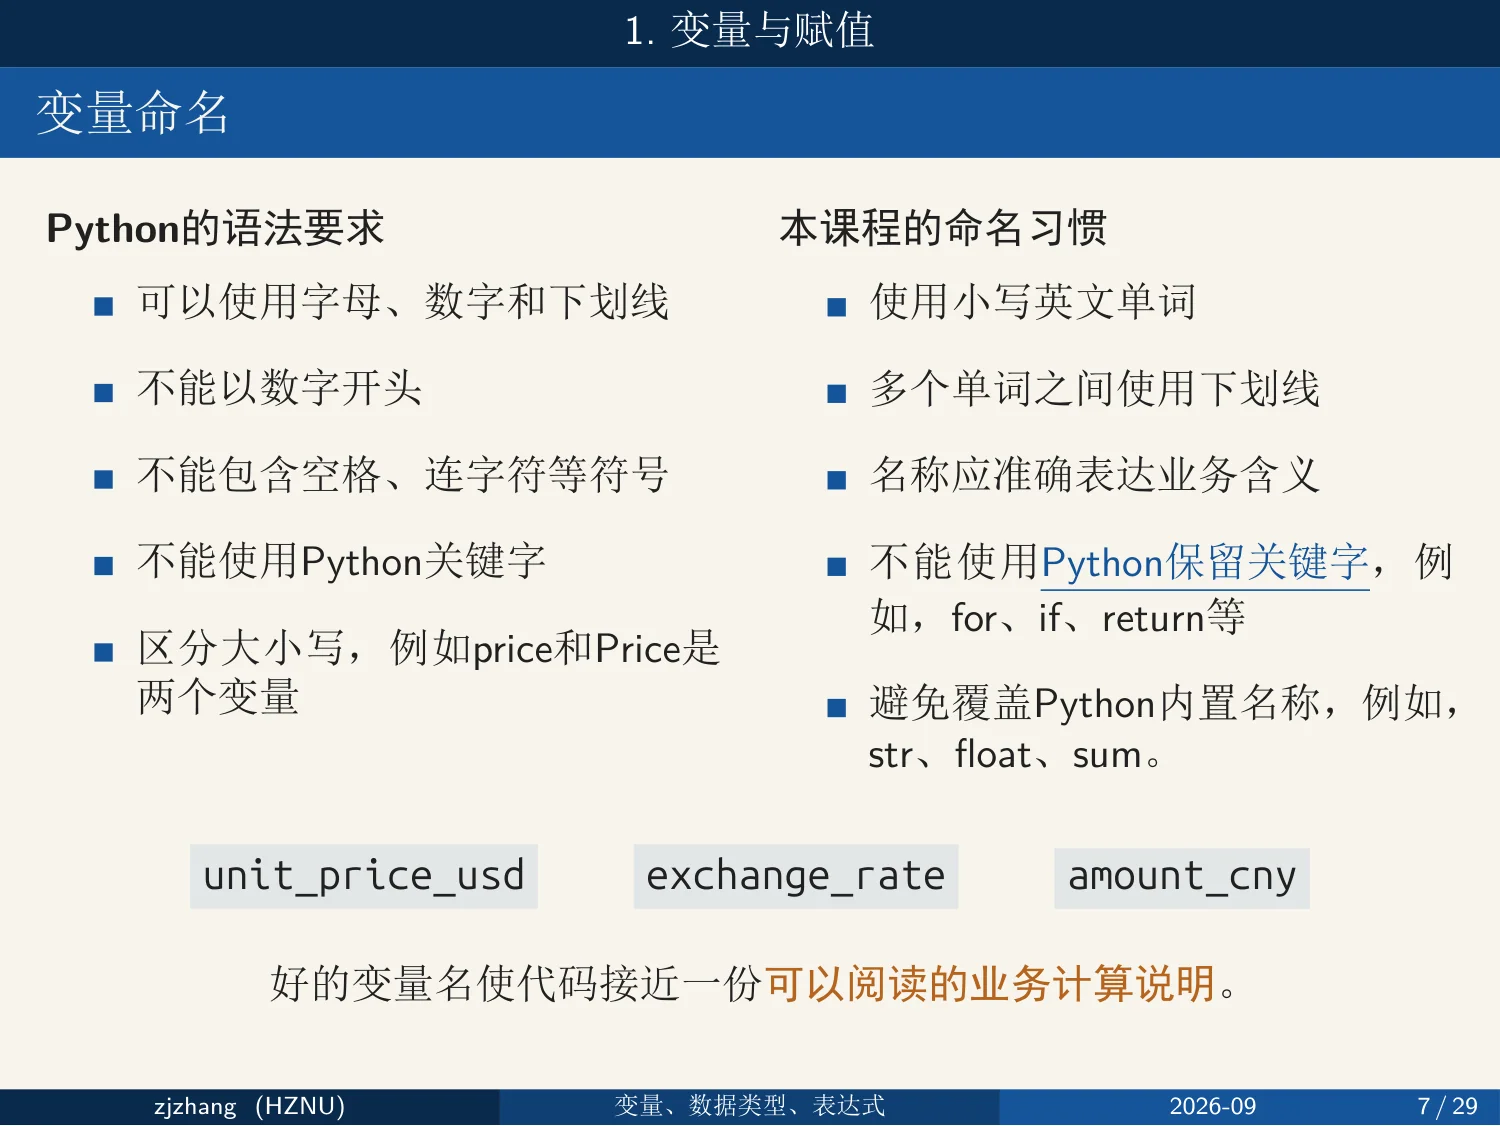 1. 变量与赋值
变量命名
Python的语法要求
可以使用字母、数字和下划线
不能以数字开头
不能包含空格、连字符等符号
不能使用Python关键字
区分大小写，例如price和Price是
两个变量
本课程的命名习惯
使用小写英文单词
多个单词之间使用下划线
名称应准确表达业务含义
不能使用Python保留关键字，例
如，for、if、return等
避免覆盖Python内置名称，例如，
str、float、sum。
unit_price_usd
exchange_rate
amount_cny
好的变量名使代码接近一份可以阅读的业务计算说明。
zjzhang (HZNU)
变量、数据类型、表达式
2026-09
7 / 29